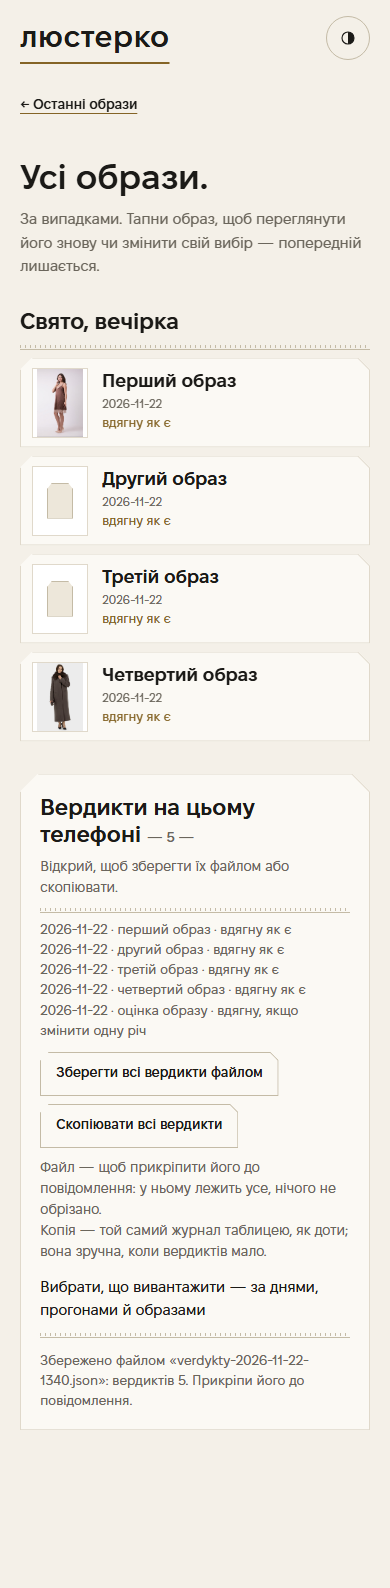 люстерко
← Останні образи
Усі образи.
За випадками. Тапни образ, щоб переглянути
його знову чи змінити свій вибір — попередній
лишається.
Свято, вечірка
Перший образ
2026-11-22
вдягну як є
Другий образ
2026-11-22
вдягну як є
Третій образ
2026-11-22
вдягну як є
Четвертий образ
2026-11-22
вдягну як є
Вердикти на цьому
телефоні — 5 —
Відкрий, щоб зберегти їх файлом або
скопіювати.
2026-11-22 · перший образ · вдягну як є
2026-11-22 · другий образ · вдягну як є
2026-11-22 · третій образ · вдягну як є
2026-11-22 · четвертий образ · вдягну як є
2026-11-22 · оцінка образу · вдягну, якщо
змінити одну річ
Зберегти всі вердикти файлом
Скопіювати всі вердикти
Файл — щоб прикріпити його до
повідомлення: у ньому лежить усе, нічого не
обрізано.
Копія — той самий журнал таблицею, як доти;
вона зручна, коли вердиктів мало.
Вибрати, що вивантажити — за днями,
прогонами й образами
Збережено файлом «verdykty-2026-11-22-
1340.json»: вердиктів 5. Прикріпи його до
повідомлення.